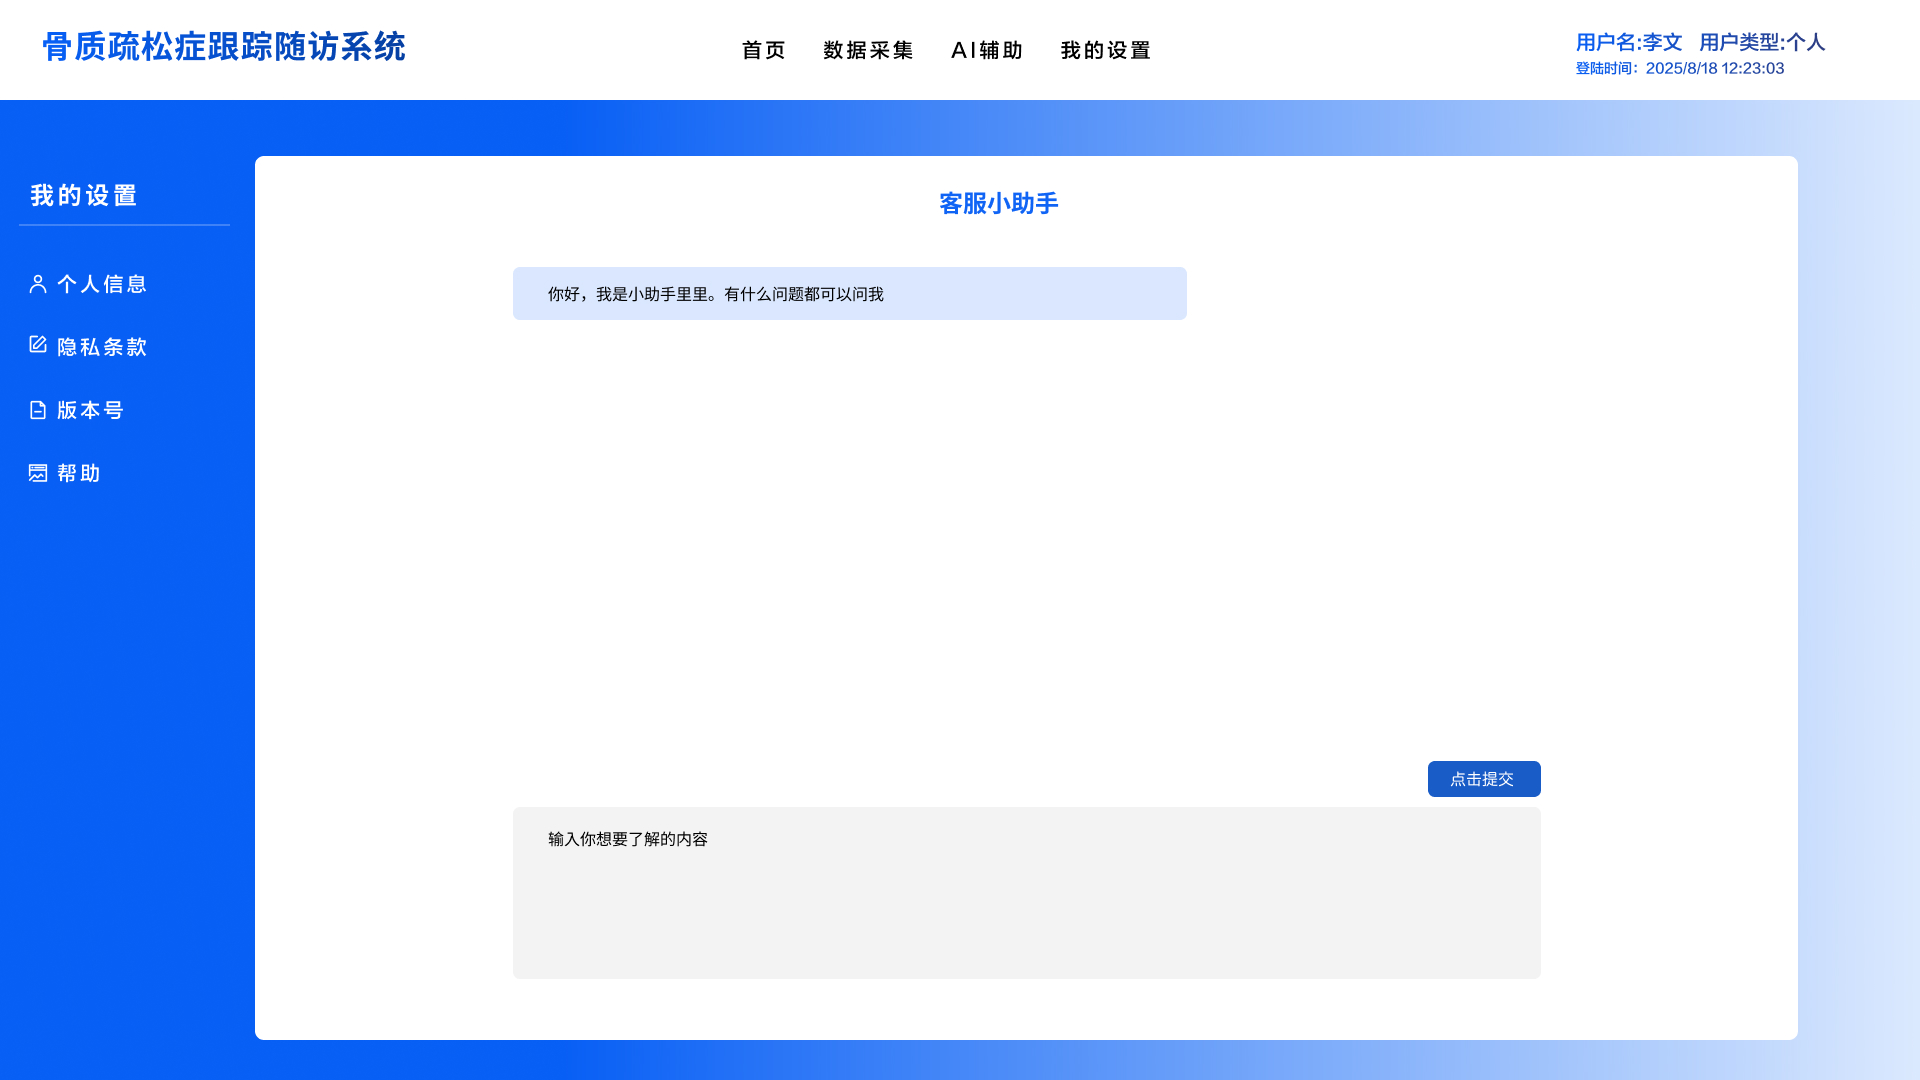 骨质疏松症跟踪随访系统
首页 数据采集 AI辅助 我的设置
用户名:李文 用户类型:个人
登陆时间：2025/8/18 12:23:03
我的设置
个人信息
隐私条款
版本号
帮助
客服小助手
你好，我是小助手里里。有什么问题都可以问我
点击提交
输入你想要了解的内容